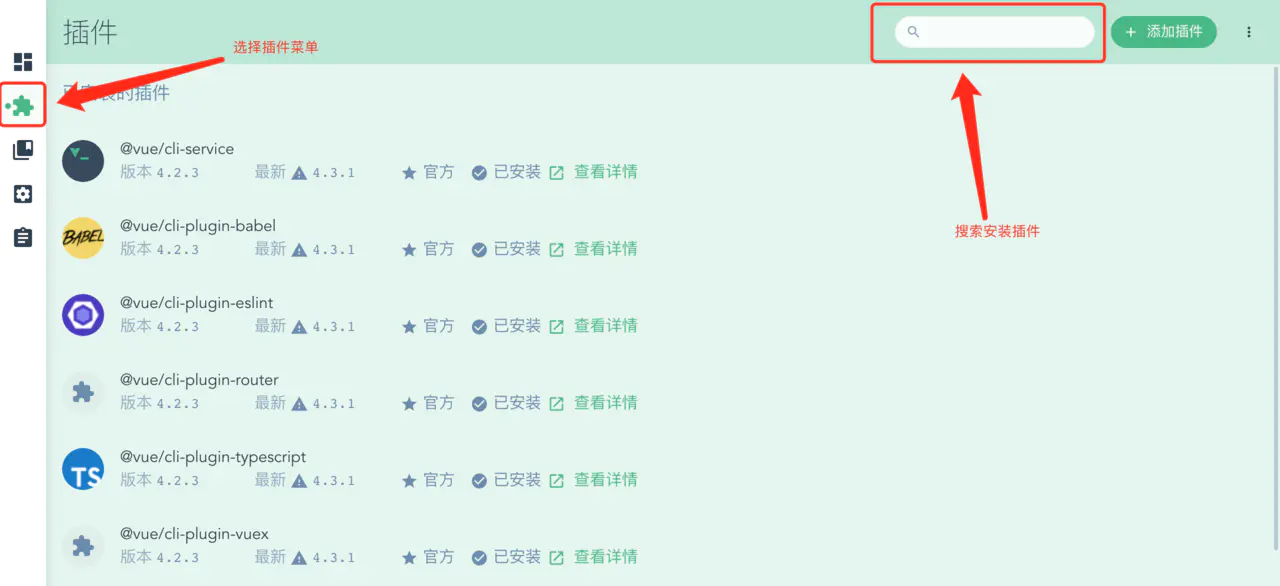 插件
选择插件菜单
添加插件
已安装的插件
@vue/cli-service
版本 4.2.3 最新 4.3.1 官方 已安装 查看详情
搜索安装插件
BABEL
@vue/cli-plugin-babel
版本 4.2.3 最新 4.3.1 官方 已安装 查看详情
@vue/cli-plugin-eslint
版本 4.2.3 最新 4.3.1 官方 已安装 查看详情
@vue/cli-plugin-router
版本 4.2.3 最新 4.3.1 官方 已安装 查看详情
TS
@vue/cli-plugin-typescript
版本 4.2.3 最新 4.3.1 官方 已安装 查看详情
@vue/cli-plugin-vuex
版本 4.2.3 最新 4.3.1 官方 已安装 查看详情